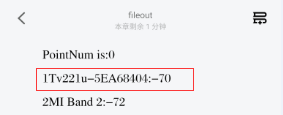 fileout
本章剩余1分钟
PointNum is:0
1Tv221u-5EA68404:-70
2MI Band 2:-72